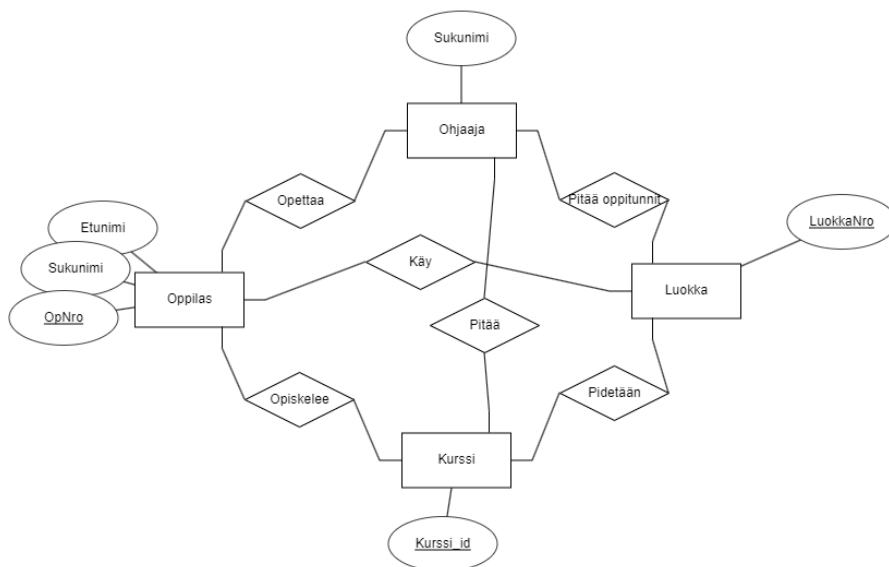 Sukunimi
Ohjaaja
Opettaa
Pitää oppitunnit
Etunimi
LuokkaNro
Sukunimi
Käy
Oppilas
Luokka
OpNro
Pitää
Opiskelee
Pidetään
Kurssi
Kurssi_id